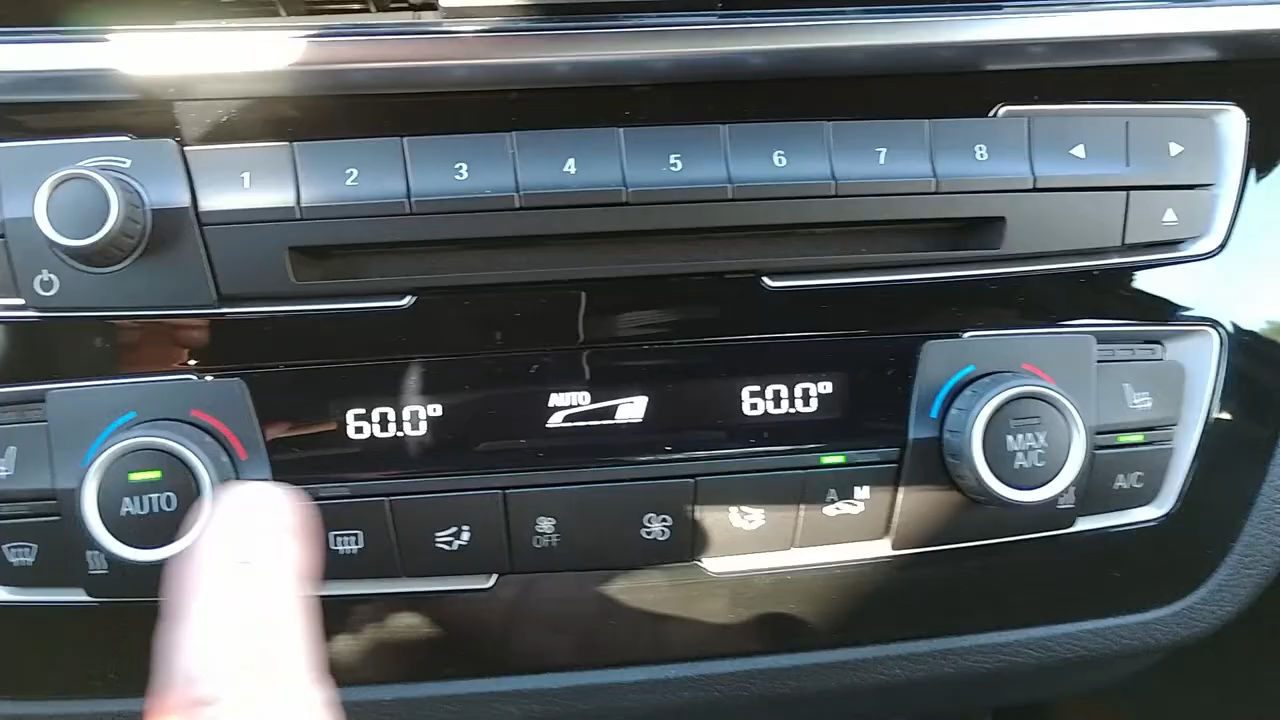 1 2 3 4 5 6 7 8
60.0° AUTO 60.0°
AUTO
MAX
A/C
A/C
OFF
A M